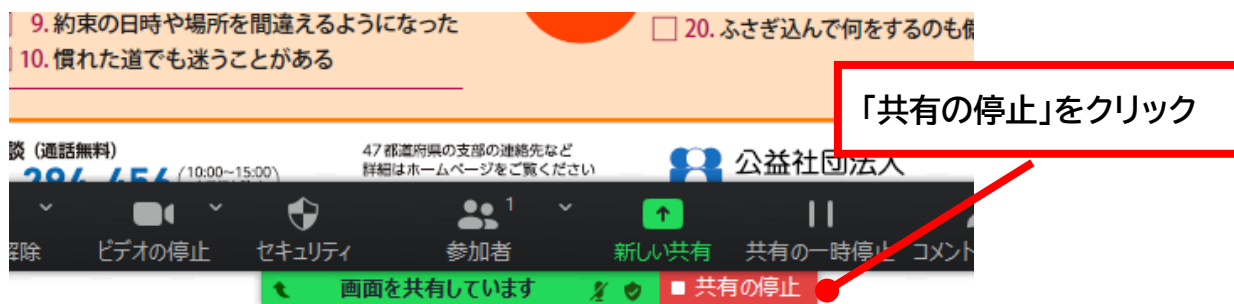 9. 約束の日時や場所を間違えるようになった
10. 慣れた道でも迷うことがある
20. ふさぎ込んで何をするのも
「共有の停止」をクリック
談（通話無料）
(10:00~15:00)
47都道府県の支部の連絡先など
詳細はホームページをご覧ください
公益社団法人
解除
ビデオの停止
セキュリティ
参加者
1
新しい共有
共有の一時停止
コメント
画面を共有しています
共有の停止